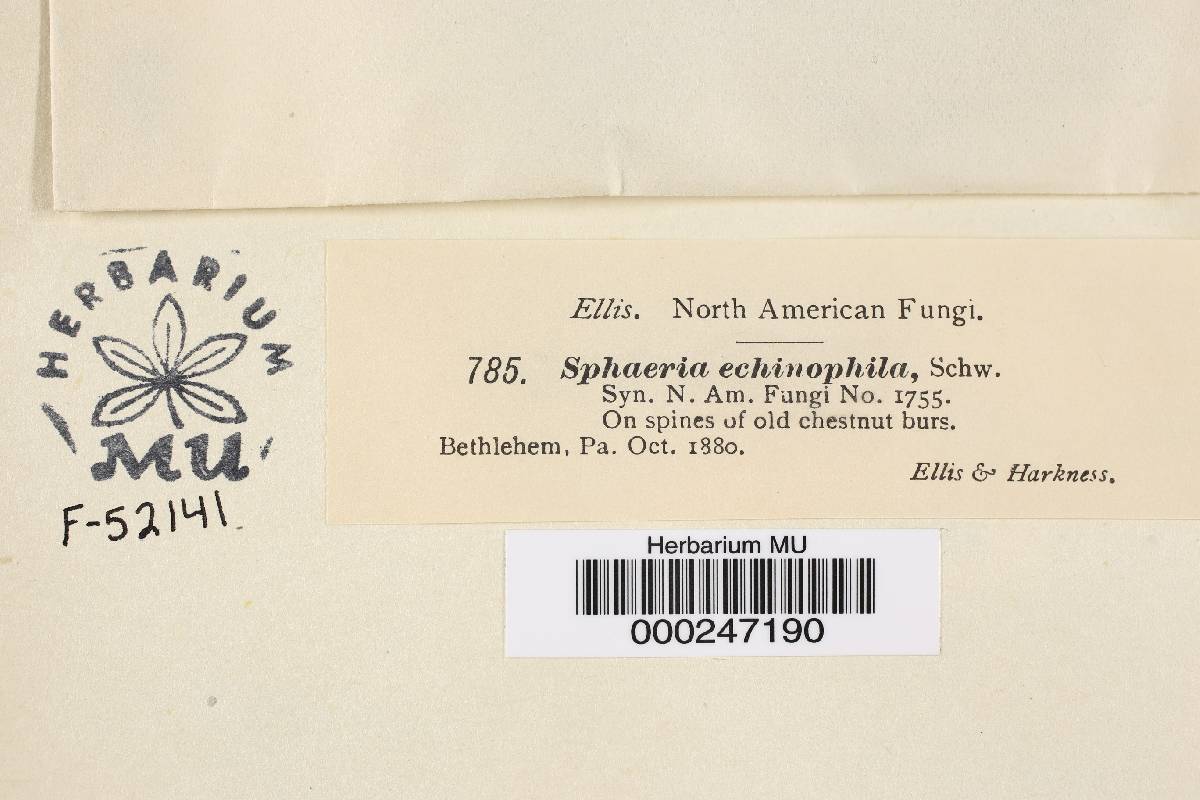 HERBARIUM
MU
F-52141.
Ellis. North American Fungi.
785. Sphaeria echinophila, Schw.
Syn. N. Am. Fungi No. 1755.
On spines of old chestnut burs.
Bethlehem, Pa. Oct. 1880.
Ellis & Harkness.
Herbarium MU
000247190